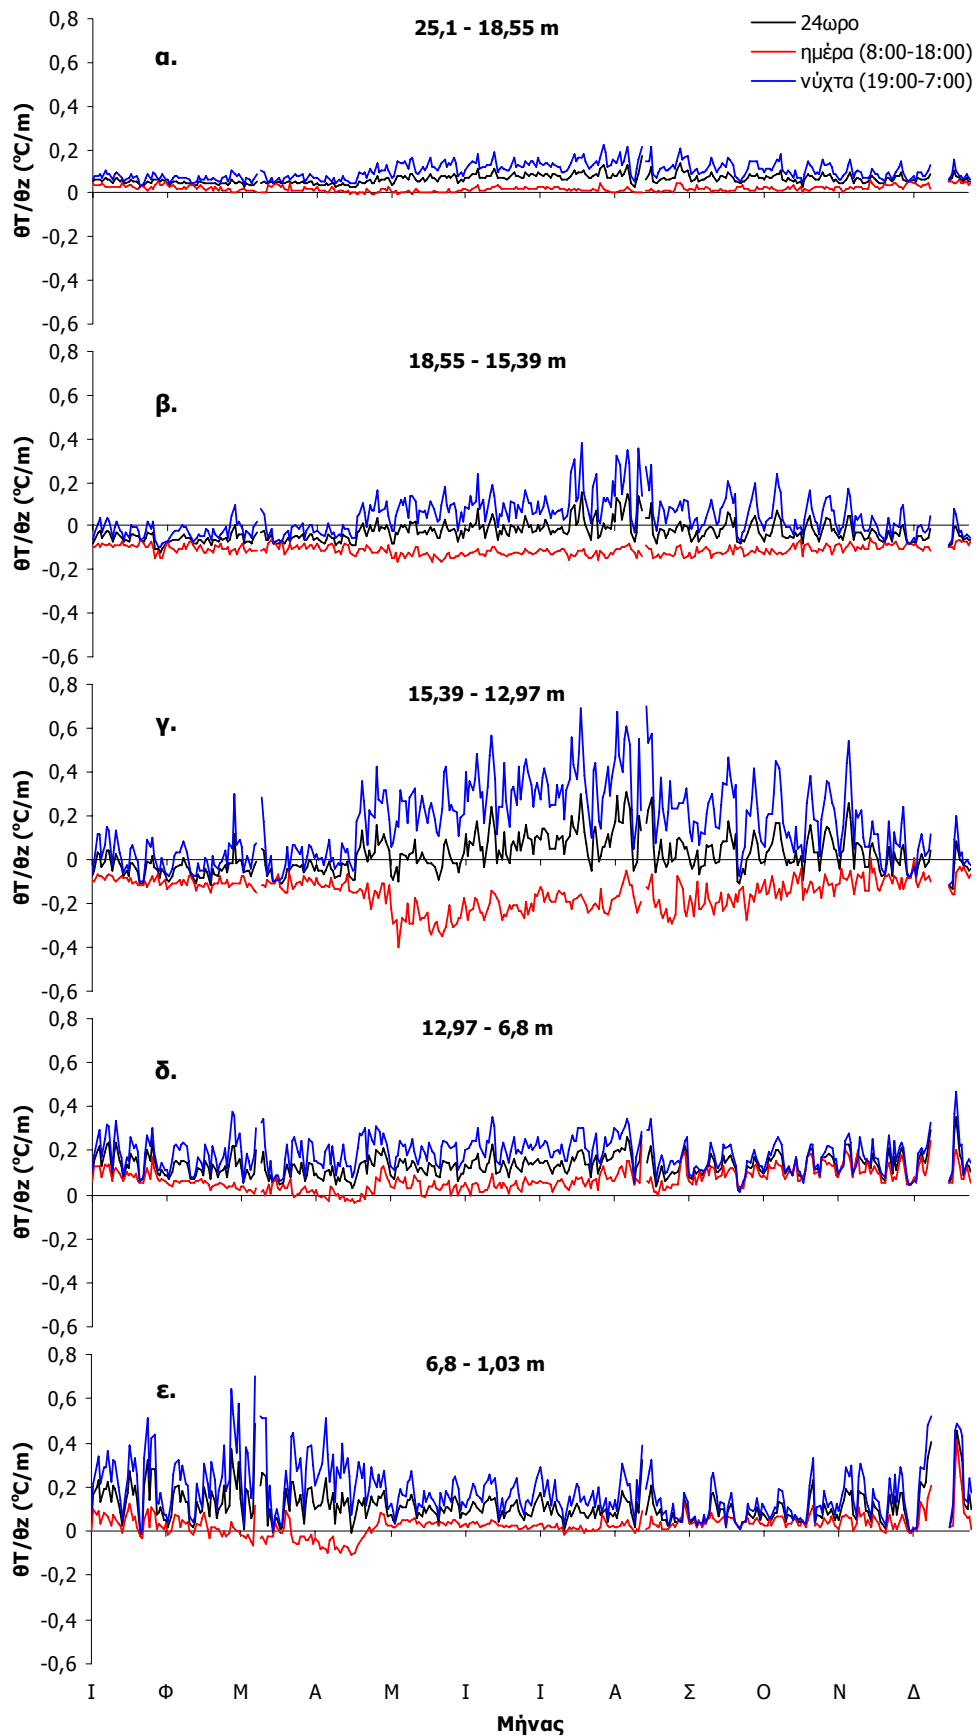 25,1 - 18,55 m
24ωρο
ημέρα (8:00-18:00)
νύχτα (19:00-7:00)
α.
θT/θz (°C/m)
0,8
0,6
0,4
0,2
0
-0,2
-0,4
-0,6
18,55 - 15,39 m
β.
θT/θz (°C/m)
0,8
0,6
0,4
0,2
0
-0,2
-0,4
-0,6
15,39 - 12,97 m
γ.
θT/θz (°C/m)
0,8
0,6
0,4
0,2
0
-0,2
-0,4
-0,6
12,97 - 6,8 m
δ.
θT/θz (°C/m)
0,8
0,6
0,4
0,2
0
-0,2
-0,4
-0,6
6,8 - 1,03 m
ε.
θT/θz (°C/m)
0,8
0,6
0,4
0,2
0
-0,2
-0,4
-0,6
Ι Φ Μ Α Μ Ι Ι Α Σ Ο Ν Δ
Μήνας